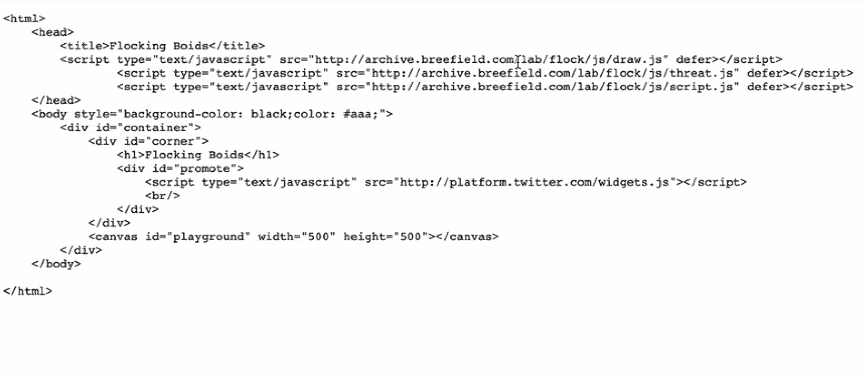 <html>
<head>
<title>Flocking Boids</title>
<script type="text/javascript" src="http://archive.breefield.com/lab/flock/js/draw.js" defer></script>
<script type="text/javascript" src="http://archive.breefield.com/lab/flock/js/threat.js" defer></script>
<script type="text/javascript" src="http://archive.breefield.com/lab/flock/js/script.js" defer></script>
</head>
<body style="background-color: black;color: #aaa;">
<div id="container">
<div id="corner">
<h1>Flocking Boids</h1>
<div id="promote">
<script type="text/javascript" src="http://platform.twitter.com/widgets.js"></script>
<br/>
</div>
</div>
<canvas id="playground" width="500" height="500"></canvas>
</div>
</body>
</html>